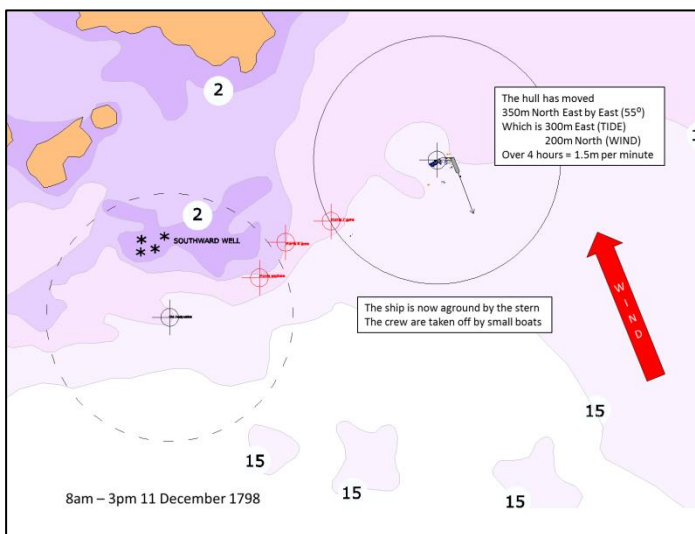 2
The hull has moved
350m North East by East (55⁰)
Which is 300m East (TIDE)
200m North (WIND)
Over 4 hours = 1.5m per minute
2
SOUTHWARD WELL
WIND
The ship is now aground by the stern
The crew are taken off by small boats
15
15
15
15
8am – 3pm 11 December 1798